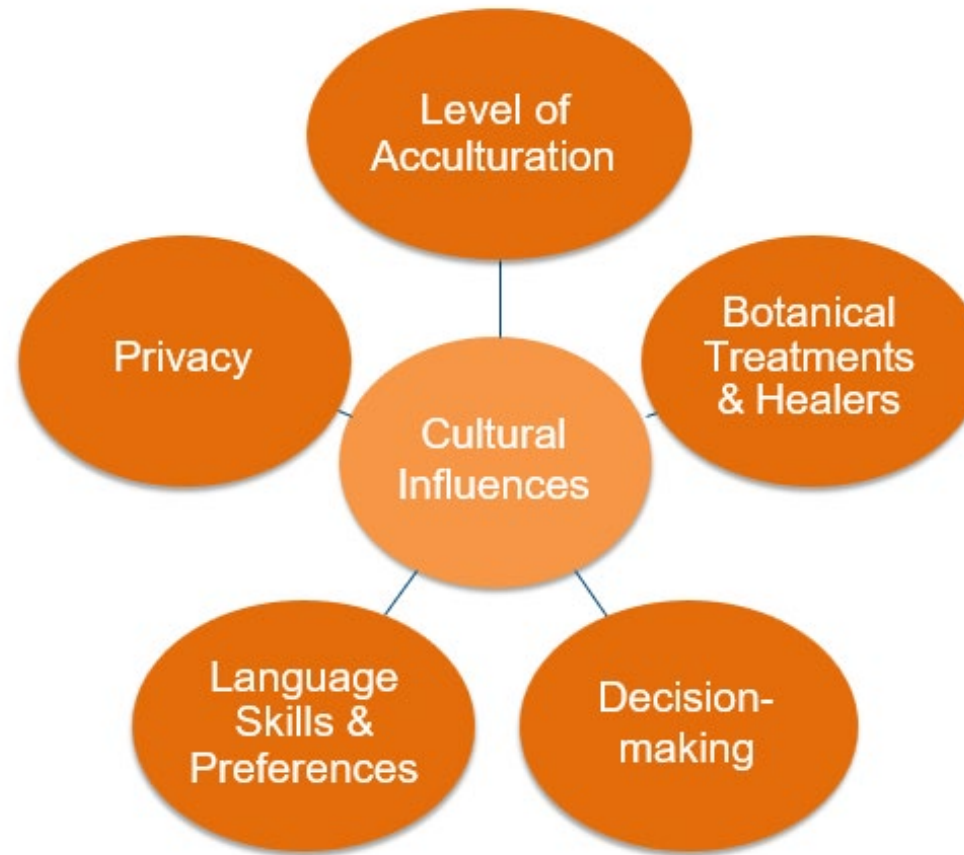 Level of
Acculturation
Botanical
Treatments
& Healers
Privacy
Cultural
Influences
Language
Skills &
Preferences
Decision-
making